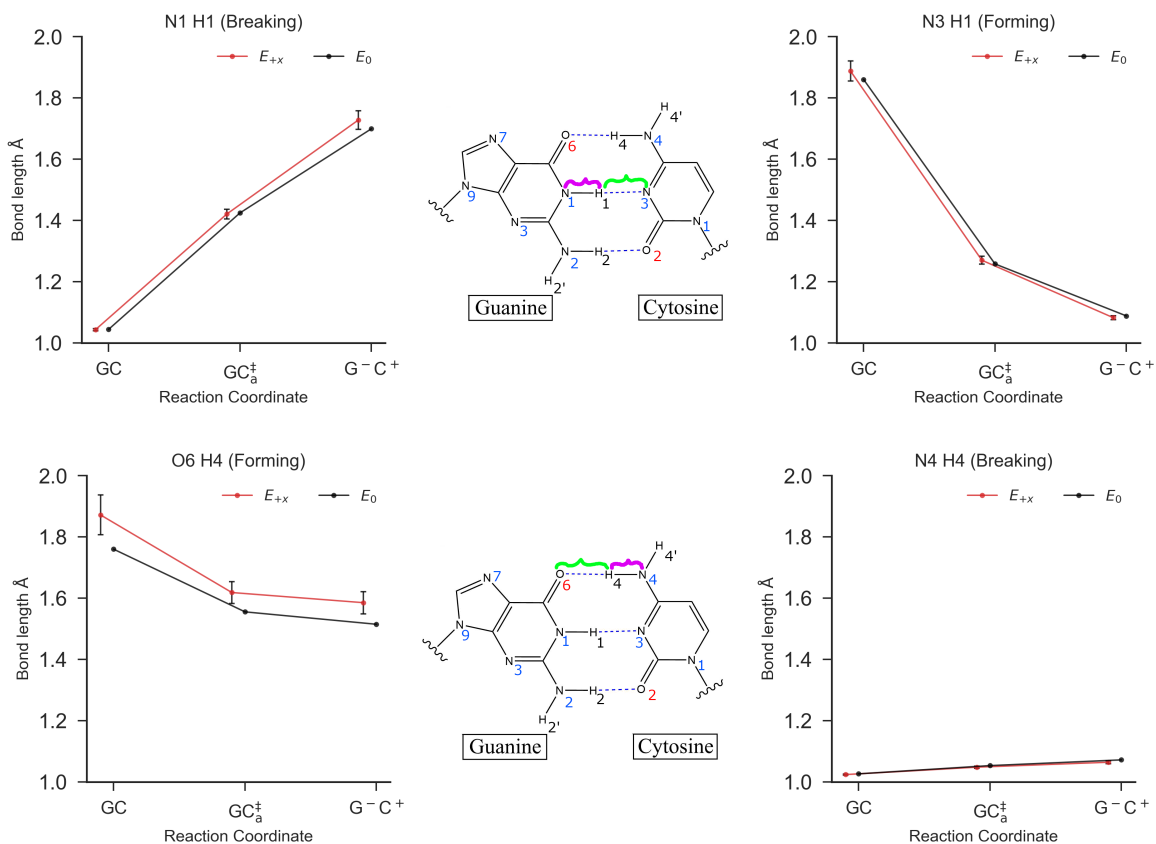 N1 H1 (Breaking)
E+x E0
2.0
1.8
1.6
1.4
1.2
1.0
Bond length Å
GC GC‡a G⁻C⁺
Reaction Coordinate
H
4'
O H N
6 4 4
N 7
N H N
9 1 1 3
N
3
N
1
N H O
2 2 2
H
2'
Guanine Cytosine
N3 H1 (Forming)
E+x E0
2.0
1.8
1.6
1.4
1.2
1.0
Bond length Å
GC GC‡a G⁻C⁺
Reaction Coordinate
O6 H4 (Forming)
E+x E0
2.0
1.8
1.6
1.4
1.2
1.0
Bond length Å
GC GC‡a G⁻C⁺
Reaction Coordinate
H
4'
O H N
6 4 4
N 7
N H N
9 1 1 3
N
3
N
1
N H O
2 2 2
H
2'
Guanine Cytosine
N4 H4 (Breaking)
E+x E0
2.0
1.8
1.6
1.4
1.2
1.0
Bond length Å
GC GC‡a G⁻C⁺
Reaction Coordinate